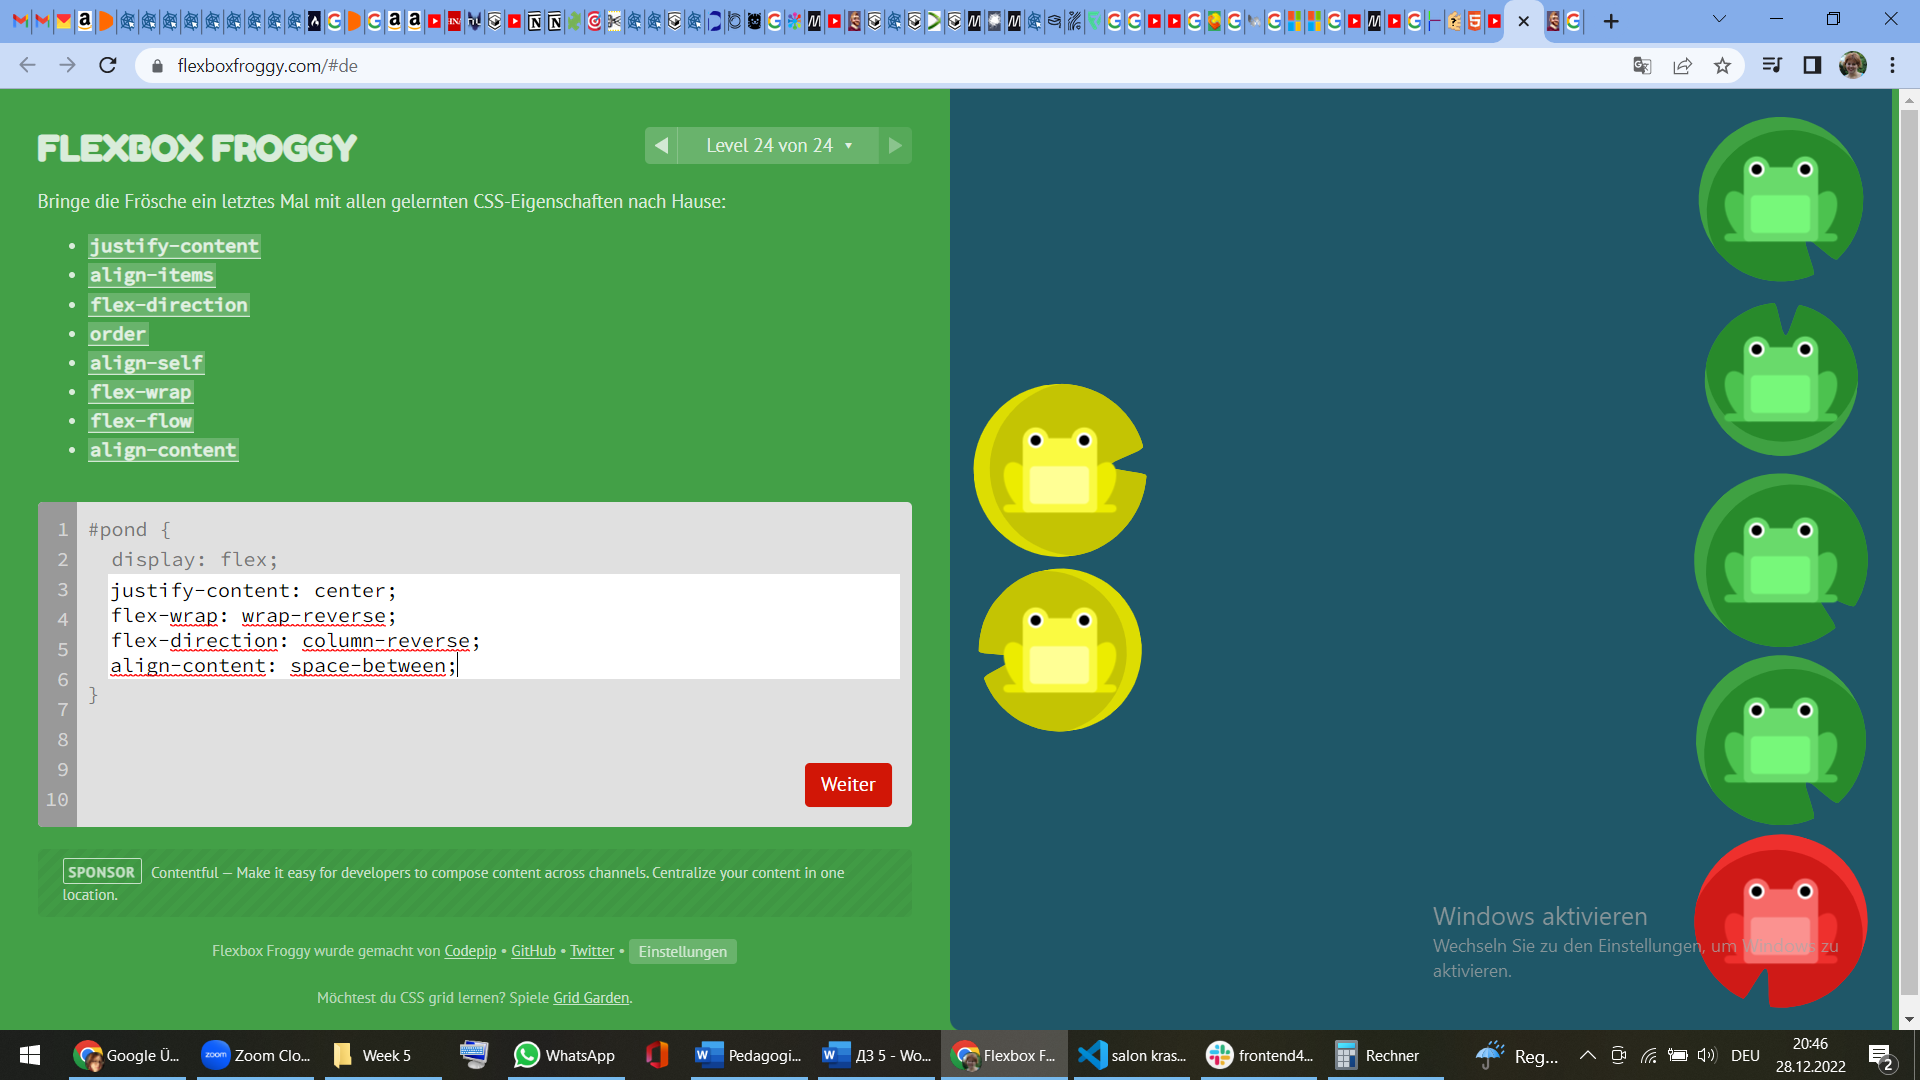 flexboxfroggy.com/#de
FLEXBOX FROGGY
Level 24 von 24
Bringe die Frösche ein letztes Mal mit allen gelernten CSS-Eigenschaften nach Hause:
justify-content
align-items
flex-direction
order
align-self
flex-wrap
flex-flow
align-content
1 #pond {
2 display: flex;
3 justify-content: center;
4 flex-wrap: wrap-reverse;
5 flex-direction: column-reverse;
6 align-content: space-between;
7 }
8
9
10
Weiter
SPONSOR Contentful — Make it easy for developers to compose content across channels. Centralize your content in one
location.
Flexbox Froggy wurde gemacht von Codepip • GitHub • Twitter • Einstellungen
Möchtest du CSS grid lernen? Spiele Grid Garden.
Windows aktivieren
Wechseln Sie zu den Einstellungen, um Windows zu
aktivieren.
Google Ü... zoom Zoom Clo... Week 5 WhatsApp Pedagogi... ДЗ 5 - Wo... Flexbox F... salon kras... frontend4... Rechner Reg... DEU 20:46
28.12.2022 2